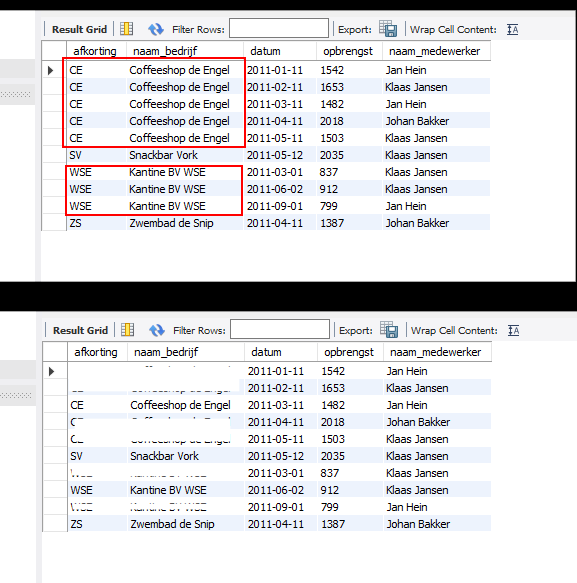 Result Grid Filter Rows: Export: Wrap Cell Content: IA
afkorting naam_bedrijf datum opbrengst naam_medewerker
CE Coffeeshop de Engel 2011-01-11 1542 Jan Hein
CE Coffeeshop de Engel 2011-02-11 1653 Klaas Jansen
CE Coffeeshop de Engel 2011-03-11 1482 Jan Hein
CE Coffeeshop de Engel 2011-04-11 2018 Johan Bakker
CE Coffeeshop de Engel 2011-05-11 1503 Klaas Jansen
SV Snackbar Vork 2011-05-12 2035 Klaas Jansen
WSE Kantine BV WSE 2011-03-01 837 Klaas Jansen
WSE Kantine BV WSE 2011-06-02 912 Klaas Jansen
WSE Kantine BV WSE 2011-09-01 799 Jan Hein
ZS Zwembad de Snip 2011-04-11 1387 Johan Bakker
Result Grid Filter Rows: Export: Wrap Cell Content: IA
afkorting naam_bedrijf datum opbrengst naam_medewerker
2011-01-11 1542 Jan Hein
2011-02-11 1653 Klaas Jansen
CE Coffeeshop de Engel 2011-03-11 1482 Jan Hein
2011-04-11 2018 Johan Bakker
CE Coffeeshop de Engel 2011-05-11 1503 Klaas Jansen
SV Snackbar Vork 2011-05-12 2035 Klaas Jansen
2011-03-01 837 Klaas Jansen
WSE Kantine BV WSE 2011-06-02 912 Klaas Jansen
WSE Kantine BV WSE 2011-09-01 799 Jan Hein
ZS Zwembad de Snip 2011-04-11 1387 Johan Bakker